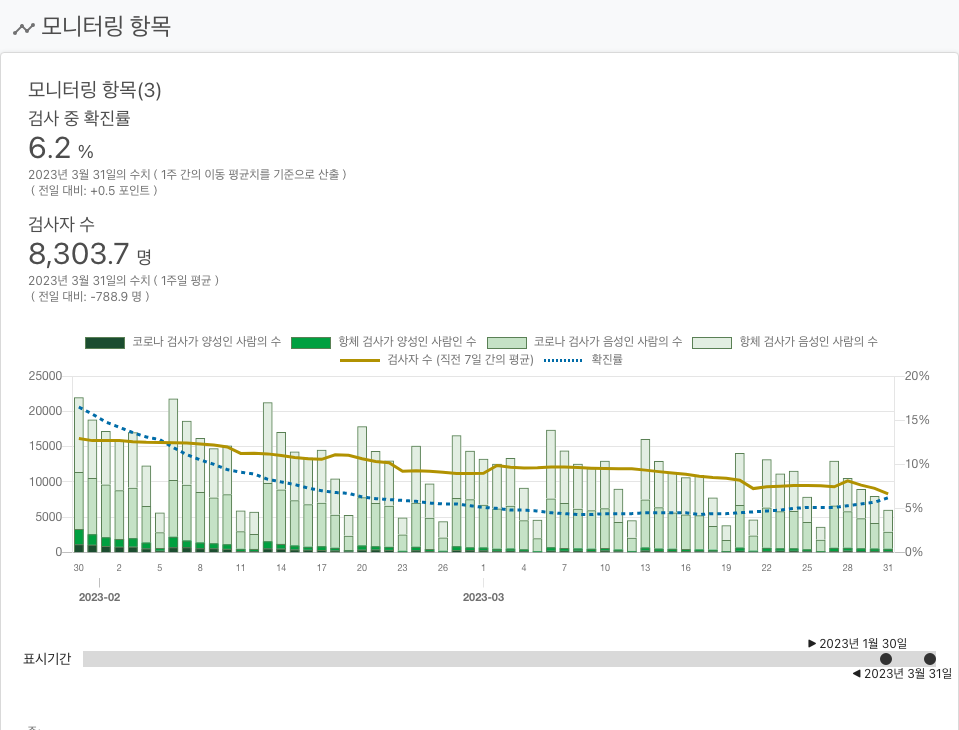 모니터링 항목
모니터링 항목(3)
검사 중 확진률
6.2 %
2023년 3월 31일의 수치 ( 1주 간의 이동 평균치를 기준으로 산출 )
( 전일 대비: +0.5 포인트 )
검사자 수
8,303.7 명
2023년 3월 31일의 수치 ( 1주일 평균 )
( 전일 대비: -788.9 명 )
코로나 검사가 양성인 사람의 수 항체 검사가 양성인 사람인 수 코로나 검사가 음성인 사람의 수 항체 검사가 음성인 사람의 수
검사자 수 (직전 7일 간의 평균) 확진률
25000 20%
20000
15%
15000
10%
10000
5%
5000
0 0%
30 2 5 8 11 14 17 20 23 26 1 4 7 10 13 16 19 22 25 28 31
2023-02 2023-03
▶ 2023년 1월 30일
표시기간
◀ 2023년 3월 31일